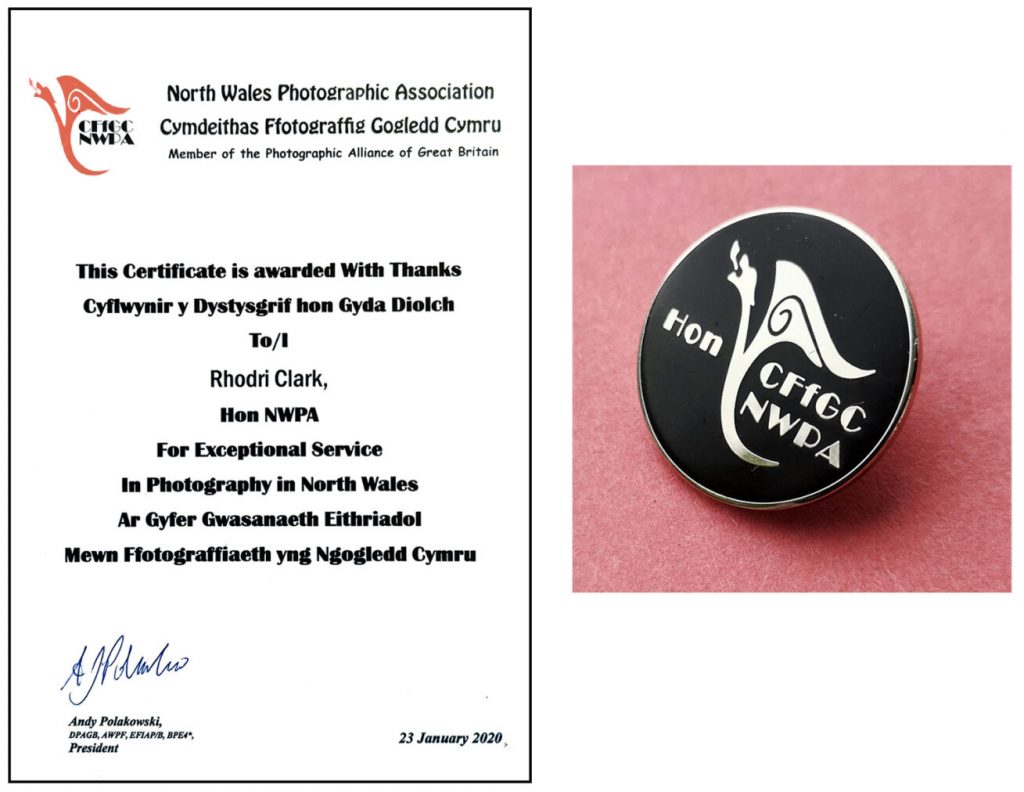 CFfGC
NWPA
North Wales Photographic Association
Cymdeithas Ffotograffig Gogledd Cymru
Member of the Photographic Alliance of Great Britain
This Certificate is awarded With Thanks
Cyflwynir y Dystysgrif hon Gyda Diolch
To/I
Rhodri Clark,
Hon NWPA
For Exceptional Service
In Photography in North Wales
Ar Gyfer Gwasanaeth Eithriadol
Mewn Ffotograffiaeth yng Ngogledd Cymru
Andy Polakowski,
DPAGB, AWPF, EFIAP/B, BPE4*,
President
23 January 2020
Hon
CFfGC
NWPA